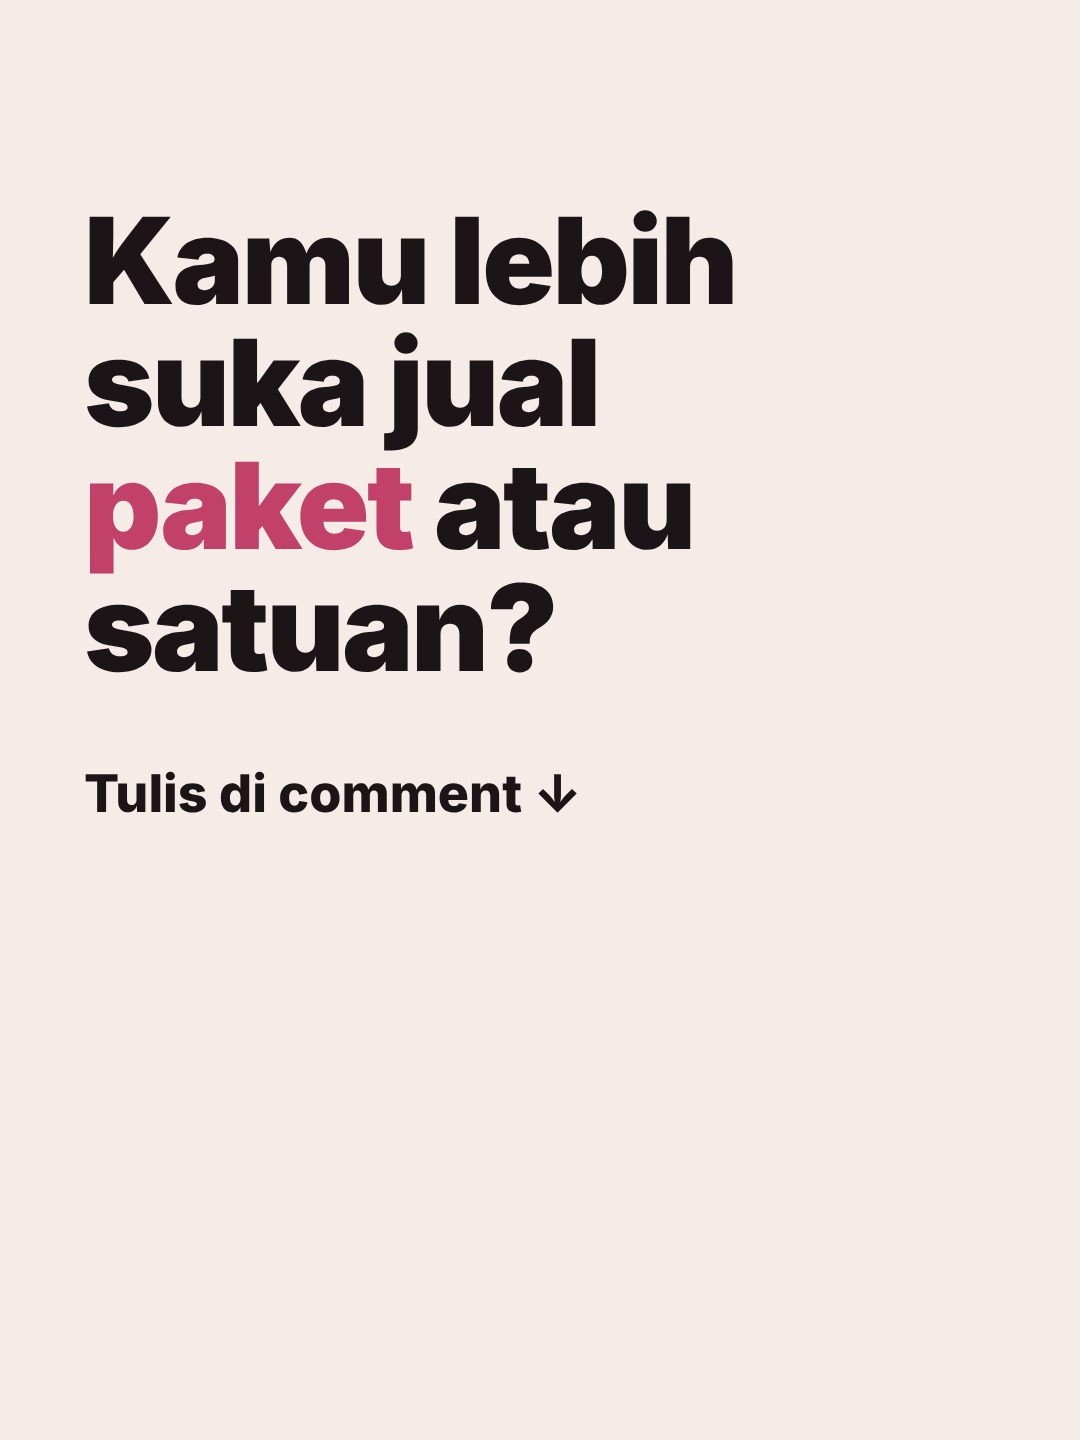 Kamu lebih
suka jual
paket atau
satuan?
Tulis di comment ↓